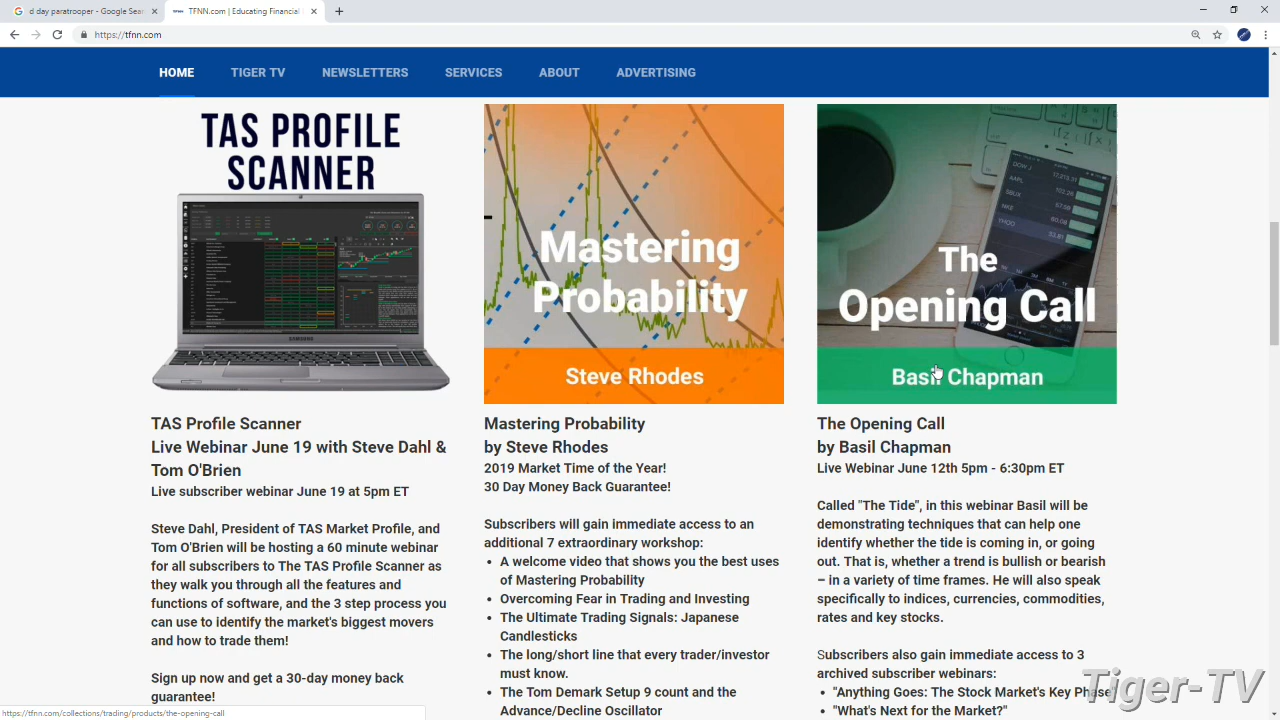 d day paratrooper - Google Sear
TFNN.com | Educating Financial
https://tfnn.com
HOME
TIGER TV
NEWSLETTERS
SERVICES
ABOUT
ADVERTISING
TAS PROFILE
SCANNER
SAMSUNG
Mastering
Probability
Steve Rhodes
DOW J
AAPL
SBUX
NKE
YHOO
The
Opening Call
Basil Chapman
TAS Profile Scanner
Live Webinar June 19 with Steve Dahl &
Tom O'Brien
Live subscriber webinar June 19 at 5pm ET
Steve Dahl, President of TAS Market Profile, and
Tom O'Brien will be hosting a 60 minute webinar
for all subscribers to The TAS Profile Scanner as
they walk you through all the features and
functions of software, and the 3 step process you
can use to identify the market's biggest movers
and how to trade them!
Sign up now and get a 30-day money back
guarantee!
Mastering Probability
by Steve Rhodes
2019 Market Time of the Year!
30 Day Money Back Guarantee!
Subscribers will gain immediate access to an
additional 7 extraordinary workshop:
• A welcome video that shows you the best uses
of Mastering Probability
• Overcoming Fear in Trading and Investing
• The Ultimate Trading Signals: Japanese
Candlesticks
• The long/short line that every trader/investor
must know.
• The Tom Demark Setup 9 count and the
Advance/Decline Oscillator
The Opening Call
by Basil Chapman
Live Webinar June 12th 5pm - 6:30pm ET
Called "The Tide", in this webinar Basil will be
demonstrating techniques that can help one
identify whether the tide is coming in, or going
out. That is, whether a trend is bullish or bearish
– in a variety of time frames. He will also speak
specifically to indices, currencies, commodities,
rates and key stocks.
Subscribers also gain immediate access to 3
archived subscriber webinars:
• "Anything Goes: The Stock Market's Key Phase"
• "What's Next for the Market?"
Tiger-TV
https://tfnn.com/collections/trading/products/the-opening-call